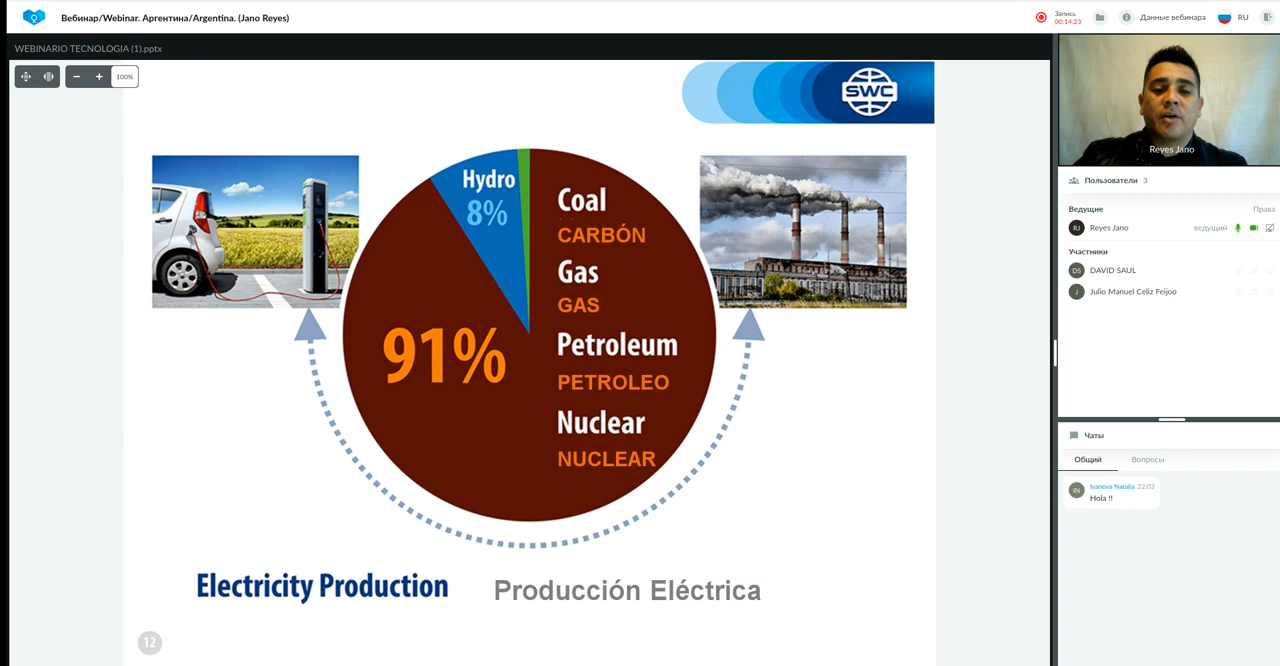 Вебинар/Webinar. Аргентина/Argentina. (Jano Reyes)
Запись
00:14:23
Данные вебинара
RU
WEBINARIO TECNOLOGIA (1).pptx
100%
SWC
Hydro
8%
91%
Coal
CARBÓN
Gas
GAS
Petroleum
PETROLEO
Nuclear
NUCLEAR
Electricity Production
Producción Eléctrica
12
Reyes Jano
Пользователи 3
Ведущие Права
RJ Reyes Jano ведущий
Участники
DS DAVID SAUL
J Julio Manuel Celiz Feijoo
Чаты
Общий Вопросы
IN Ivanova Natalia 22:03
Hola !!